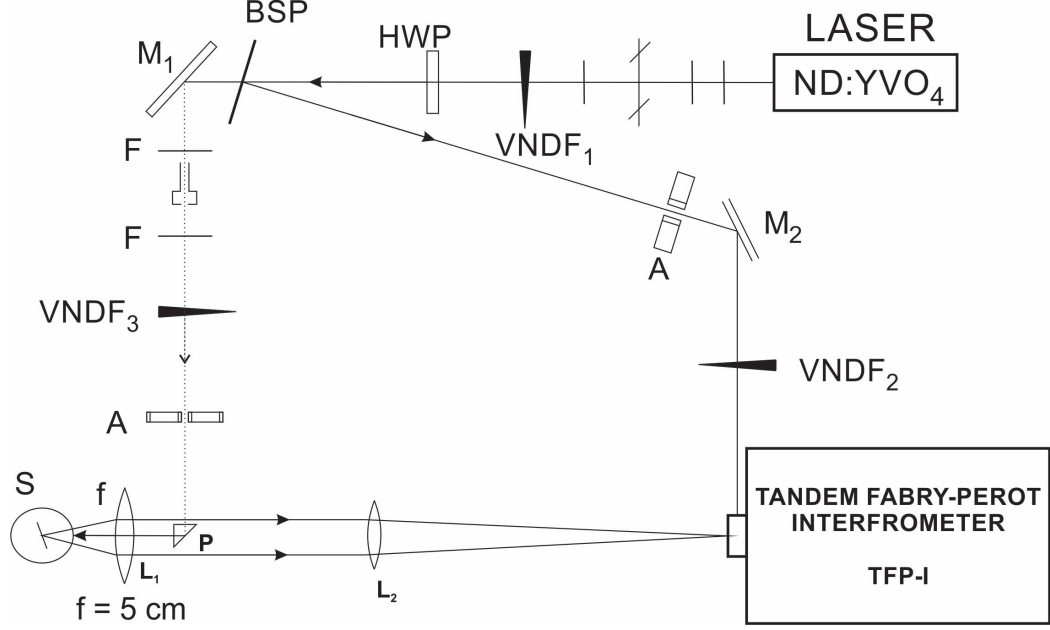 BSP
LASER
HWP
M₁
ND:YVO₄
VNDF₁
F
M₂
F
A
VNDF₃
VNDF₂
A
S
f
TANDEM FABRY-PEROT
INTERFROMETER
P
L₁
TFP-I
L₂
f = 5 cm